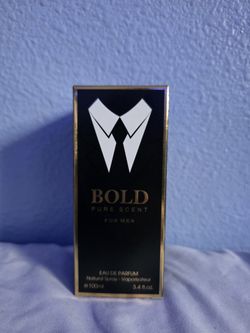 BOLD
PURE SCENT
FOR MEN
EAU DE PARFUM
Natural Spray - Vaporisateur
℮100ml 3.4 fl.oz.